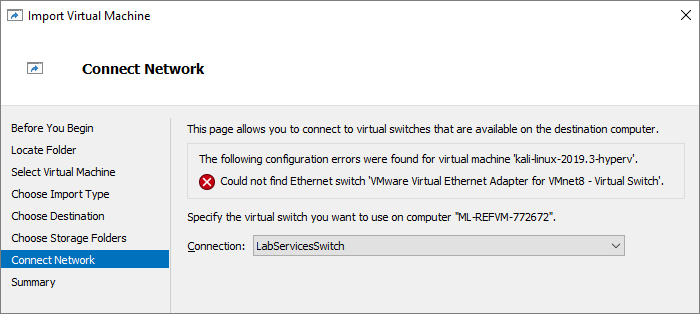 Import Virtual Machine
Connect Network
Before You Begin
Locate Folder
Select Virtual Machine
Choose Import Type
Choose Destination
Choose Storage Folders
Connect Network
Summary
This page allows you to connect to virtual switches that are available on the destination computer.
The following configuration errors were found for virtual machine 'kali-linux-2019.3-hyperv'.
Could not find Ethernet switch 'VMware Virtual Ethernet Adapter for VMnet8 - Virtual Switch'.
Specify the virtual switch you want to use on computer "ML-REFVM-772672".
Connection: LabServicesSwitch